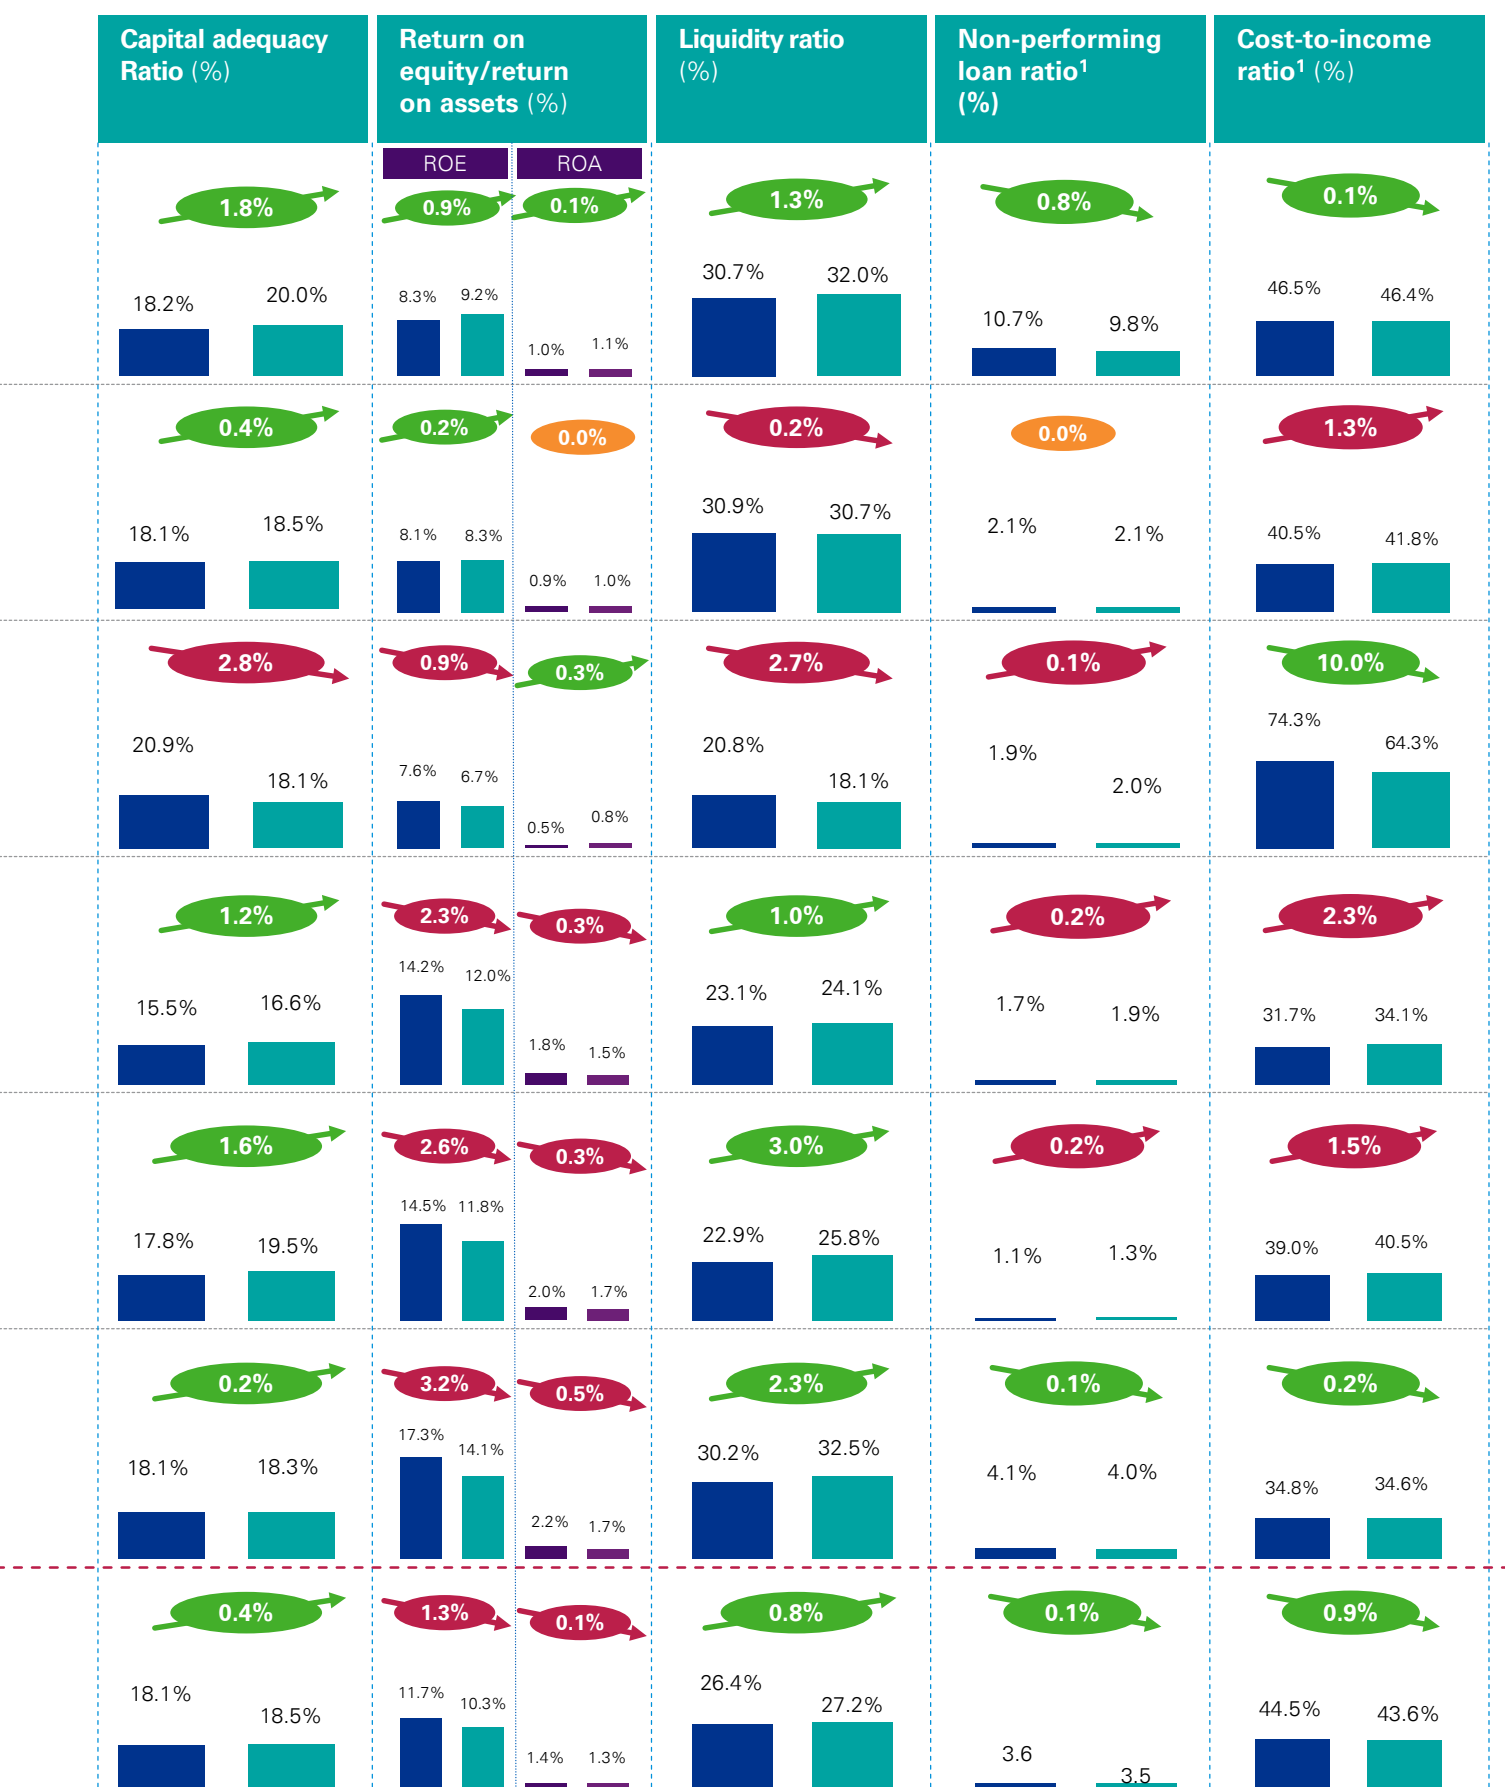 Capital adequacy
Ratio (%)
Return on
equity/return
on assets (%)
Liquidity ratio
(%)
Non-performing
loan ratio¹
(%)
Cost-to-income
ratio¹ (%)
ROE ROA
1.8% 0.9% 0.1% 1.3% 0.8% 0.1%
18.2% 20.0% 8.3% 9.2% 1.0% 1.1% 30.7% 32.0% 10.7% 9.8% 46.5% 46.4%
0.4% 0.2% 0.0% 0.2% 0.0% 1.3%
18.1% 18.5% 8.1% 8.3% 0.9% 1.0% 30.9% 30.7% 2.1% 2.1% 40.5% 41.8%
2.8% 0.9% 0.3% 2.7% 0.1% 10.0%
20.9% 18.1% 7.6% 6.7% 0.5% 0.8% 20.8% 18.1% 1.9% 2.0% 74.3% 64.3%
1.2% 2.3% 0.3% 1.0% 0.2% 2.3%
15.5% 16.6% 14.2% 12.0% 1.8% 1.5% 23.1% 24.1% 1.7% 1.9% 31.7% 34.1%
1.6% 2.6% 0.3% 3.0% 0.2% 1.5%
17.8% 19.5% 14.5% 11.8% 2.0% 1.7% 22.9% 25.8% 1.1% 1.3% 39.0% 40.5%
0.2% 3.2% 0.5% 2.3% 0.1% 0.2%
18.1% 18.3% 17.3% 14.1% 2.2% 1.7% 30.2% 32.5% 4.1% 4.0% 34.8% 34.6%
0.4% 1.3% 0.1% 0.8% 0.1% 0.9%
18.1% 18.5% 11.7% 10.3% 1.4% 1.3% 26.4% 27.2% 3.6 3.5 44.5% 43.6%